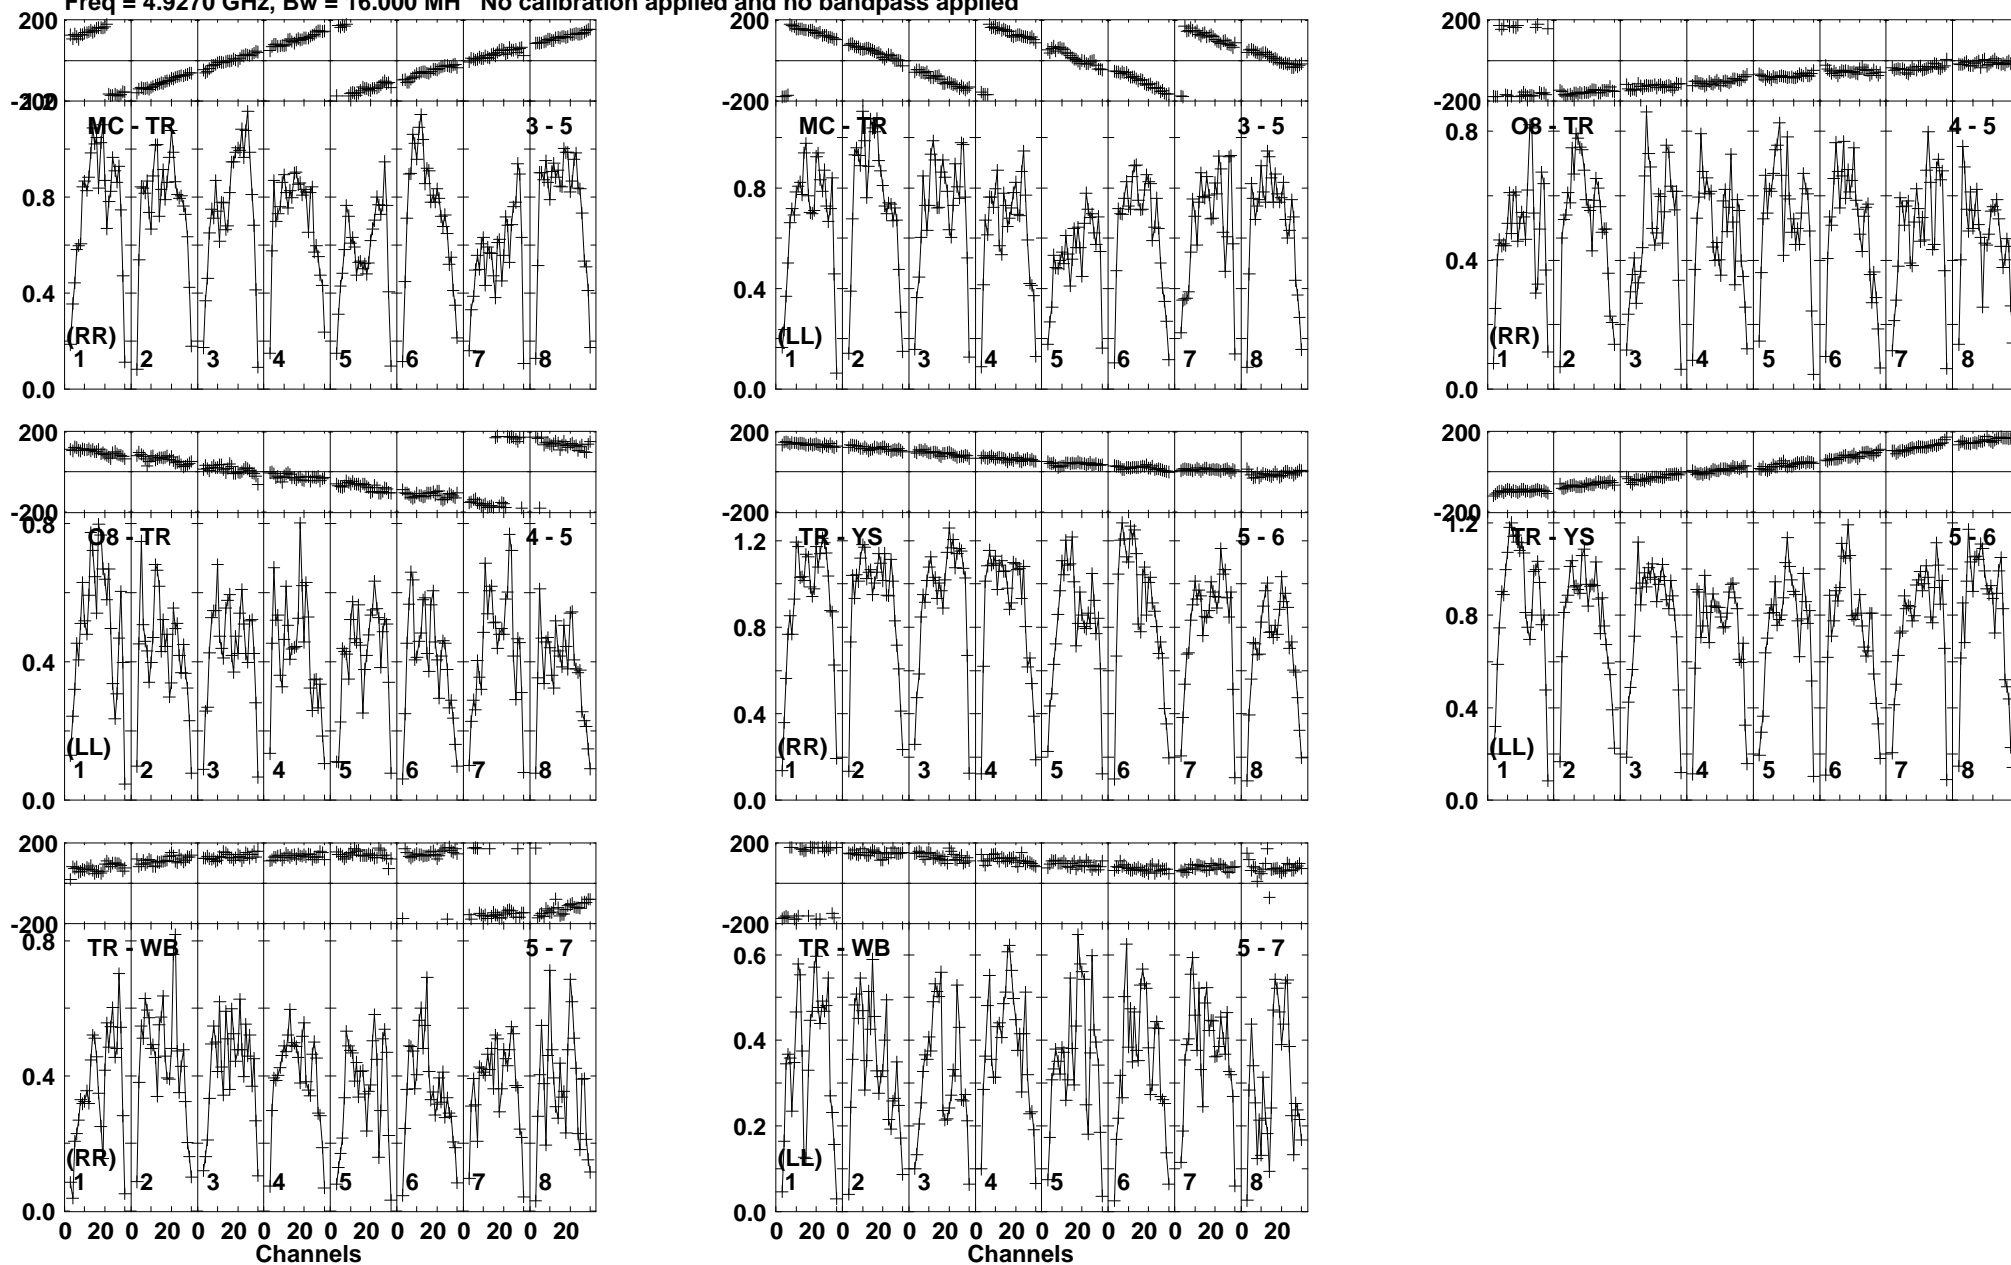 Freq = 4.9270 GHz, Bw = 16.000 MH No calibration applied and no bandpass applied
200 200 200
-200 -200 -200
1.2
MC - TR 3 - 5 MC - TR 3 - 5 O8 - TR 4 - 5
0.8 0.8 0.8
0.4 0.4 0.4
(RR) (LL) (RR)
1 2 3 4 5 6 7 8 1 2 3 4 5 6 7 8 1 2 3 4 5 6 7 8
0.0 0.0 0.0
200 200 200
-200 -200 -200
0.8 1.2 1.2
O8 - TR 4 - 5 TR - YS 5 - 6 TR - YS 5 - 6
0.8 0.8
0.4 0.4 0.4
(LL) (RR) (LL)
1 2 3 4 5 6 7 8 1 2 3 4 5 6 7 8 1 2 3 4 5 6 7 8
0.0 0.0 0.0
200 200
-200 -200
0.8 0.6
TR - WB 5 - 7 TR - WB 5 - 7
0.4 0.4
0.2
(RR) (LL)
1 2 3 4 5 6 7 8 1 2 3 4 5 6 7 8
0.0 0.0
0 20 0 20 0 20 0 20 0 20 0 20 0 20 0 20 0 20 0 20 0 20 0 20 0 20 0 20 0 20 0 20
Channels Channels